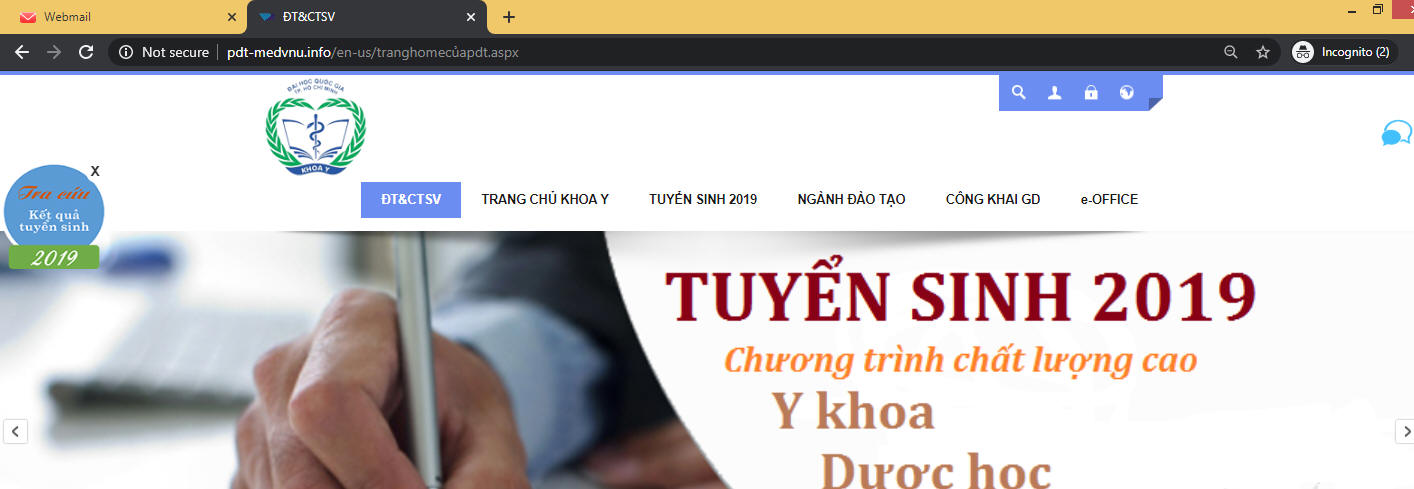 Webmail
ĐT&CTSV
Not secure
pdt-medvnu.info/en-us/tranghomecủapdt.aspx
Incognito (2)
ĐẠI HỌC QUỐC GIA
TP. HỒ CHÍ MINH
KHOA Y
X
Tra cứu
Kết quả
tuyển sinh
2019
ĐT&CTSV
TRANG CHỦ KHOA Y
TUYỂN SINH 2019
NGÀNH ĐÀO TẠO
CÔNG KHAI GD
e-OFFICE
TUYỂN SINH 2019
Chương trình chất lượng cao
Y khoa
Dược học